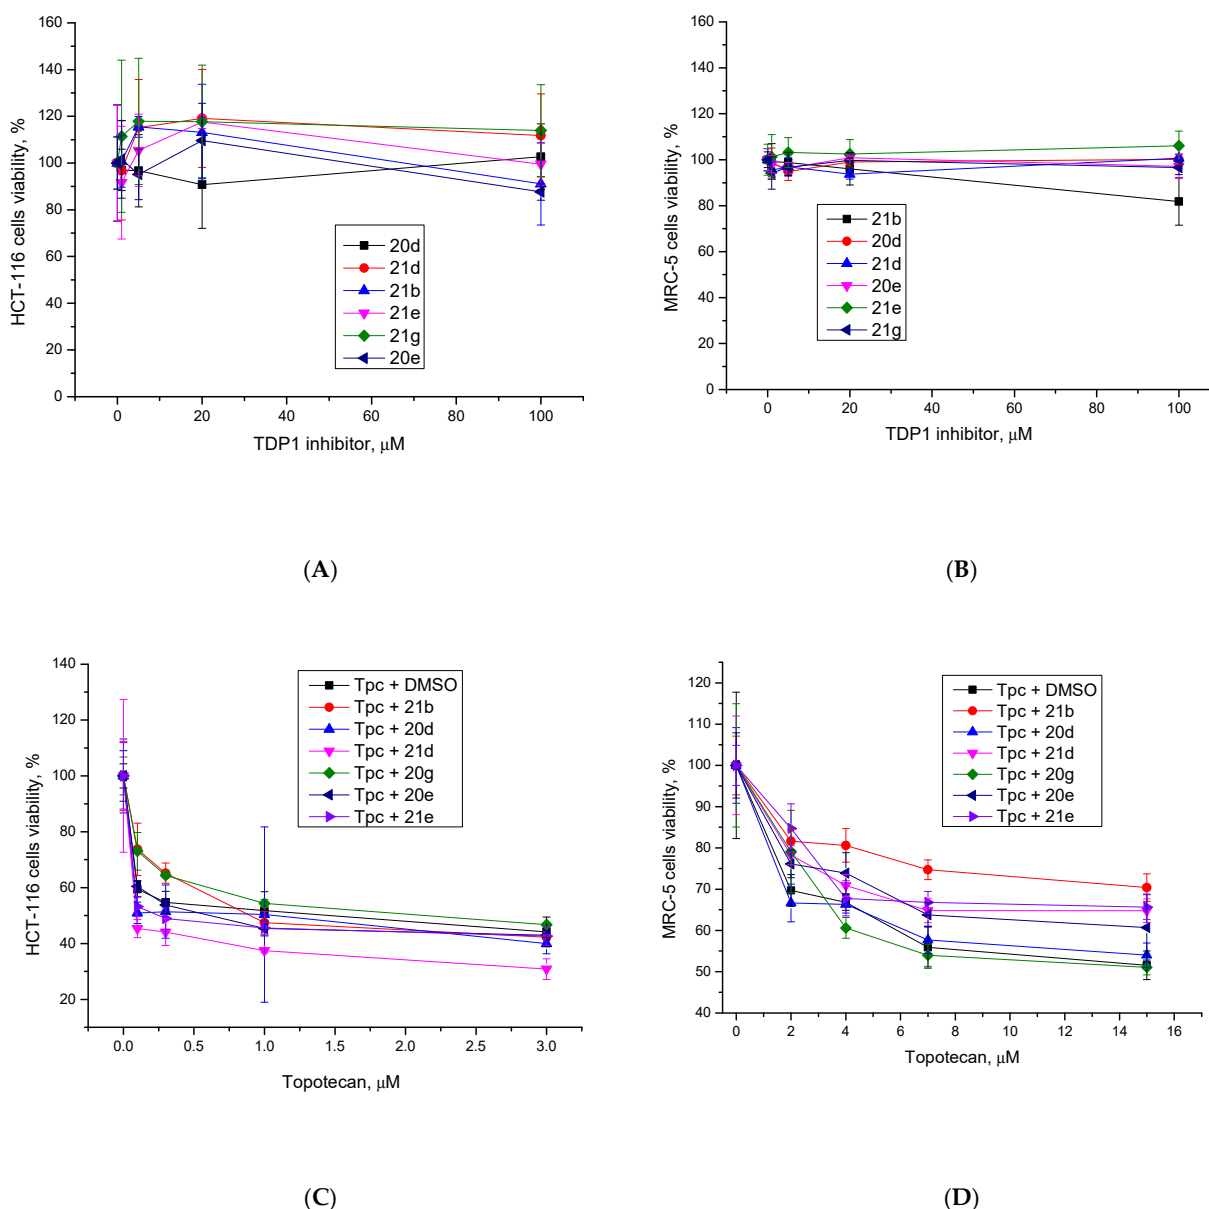 160
140
120
100
80
60
40
20
0
HCT-116 cells viability, %
20d
21d
21b
21e
21g
20e
0 20 40 60 80 100
TDP1 inhibitor, μM
(A)
160
140
120
100
80
60
40
20
0
MRC-5 cells viability, %
21b
20d
21d
20e
21e
21g
0 20 40 60 80 100
TDP1 inhibitor, μM
(B)
140
120
100
80
60
40
20
HCT-116 cells viability, %
Tpc + DMSO
Tpc + 21b
Tpc + 20d
Tpc + 21d
Tpc + 20g
Tpc + 20e
Tpc + 21e
0.0 0.5 1.0 1.5 2.0 2.5 3.0
Topotecan, μM
(C)
120
110
100
90
80
70
60
50
40
MRC-5 cells viability, %
Tpc + DMSO
Tpc + 21b
Tpc + 20d
Tpc + 21d
Tpc + 20g
Tpc + 20e
Tpc + 21e
0 2 4 6 8 10 12 14 16
Topotecan, μM
(D)